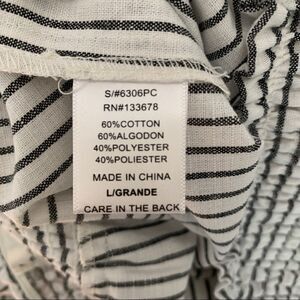 S/#6306PC
RN#133678
60%COTTON
60%ALGODON
40%POLYESTER
40%POLIESTER
MADE IN CHINA
L/GRANDE
CARE IN THE BACK